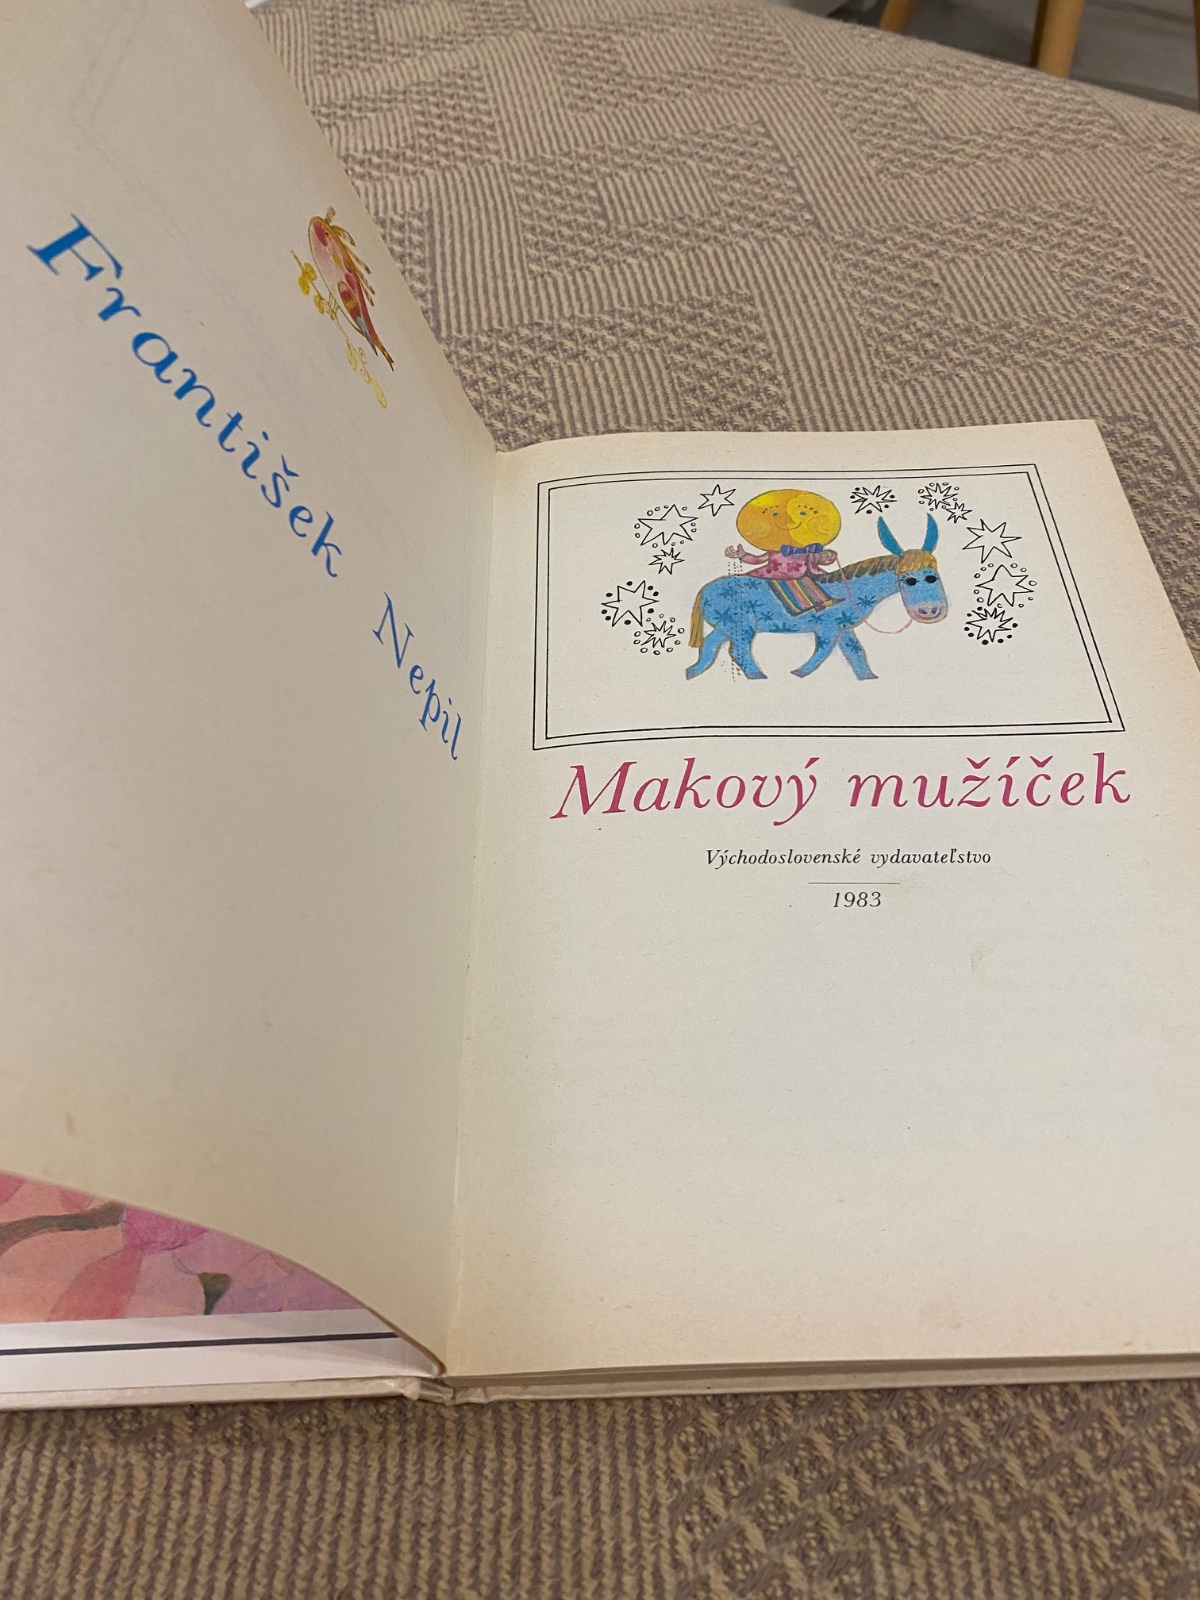 František Nepil
Makový mužíček
Východoslovenské vydavateľstvo
1983